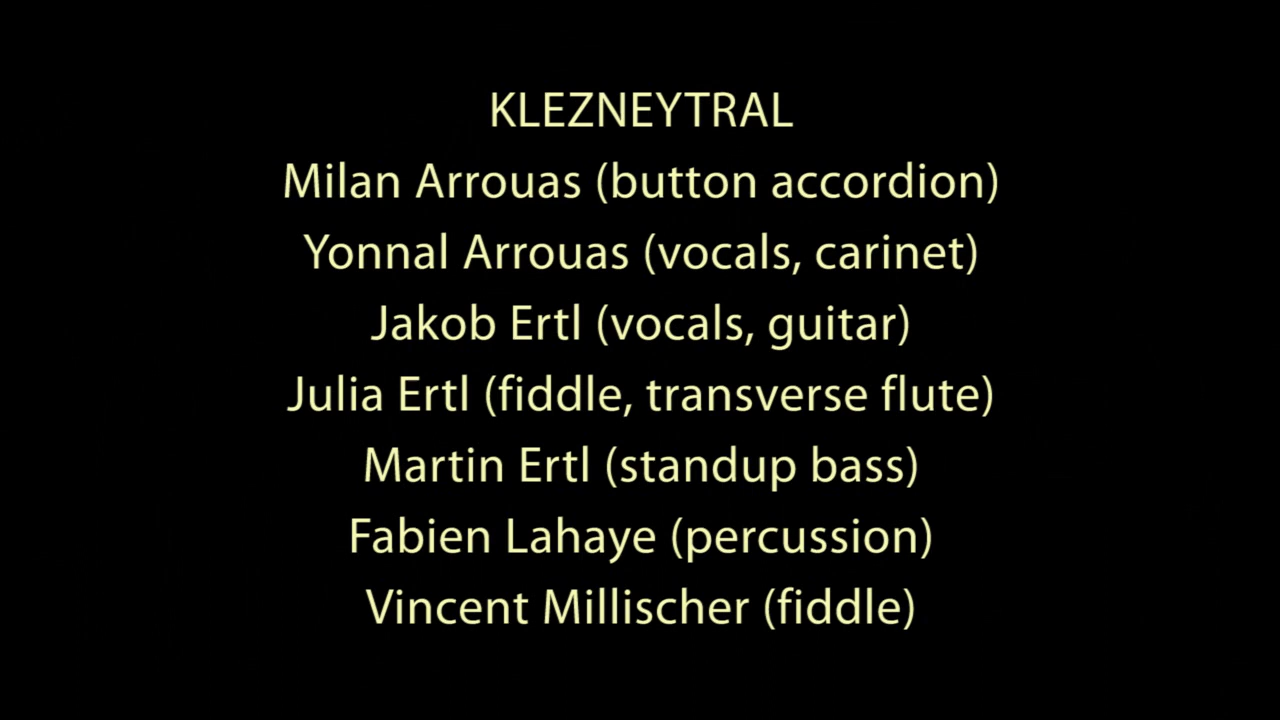 KLEZNEYTRAL
Milan Arrouas (button accordion)
Yonnal Arrouas (vocals, carinet)
Jakob Ertl (vocals, guitar)
Julia Ertl (fiddle, transverse flute)
Martin Ertl (standup bass)
Fabien Lahaye (percussion)
Vincent Millischer (fiddle)